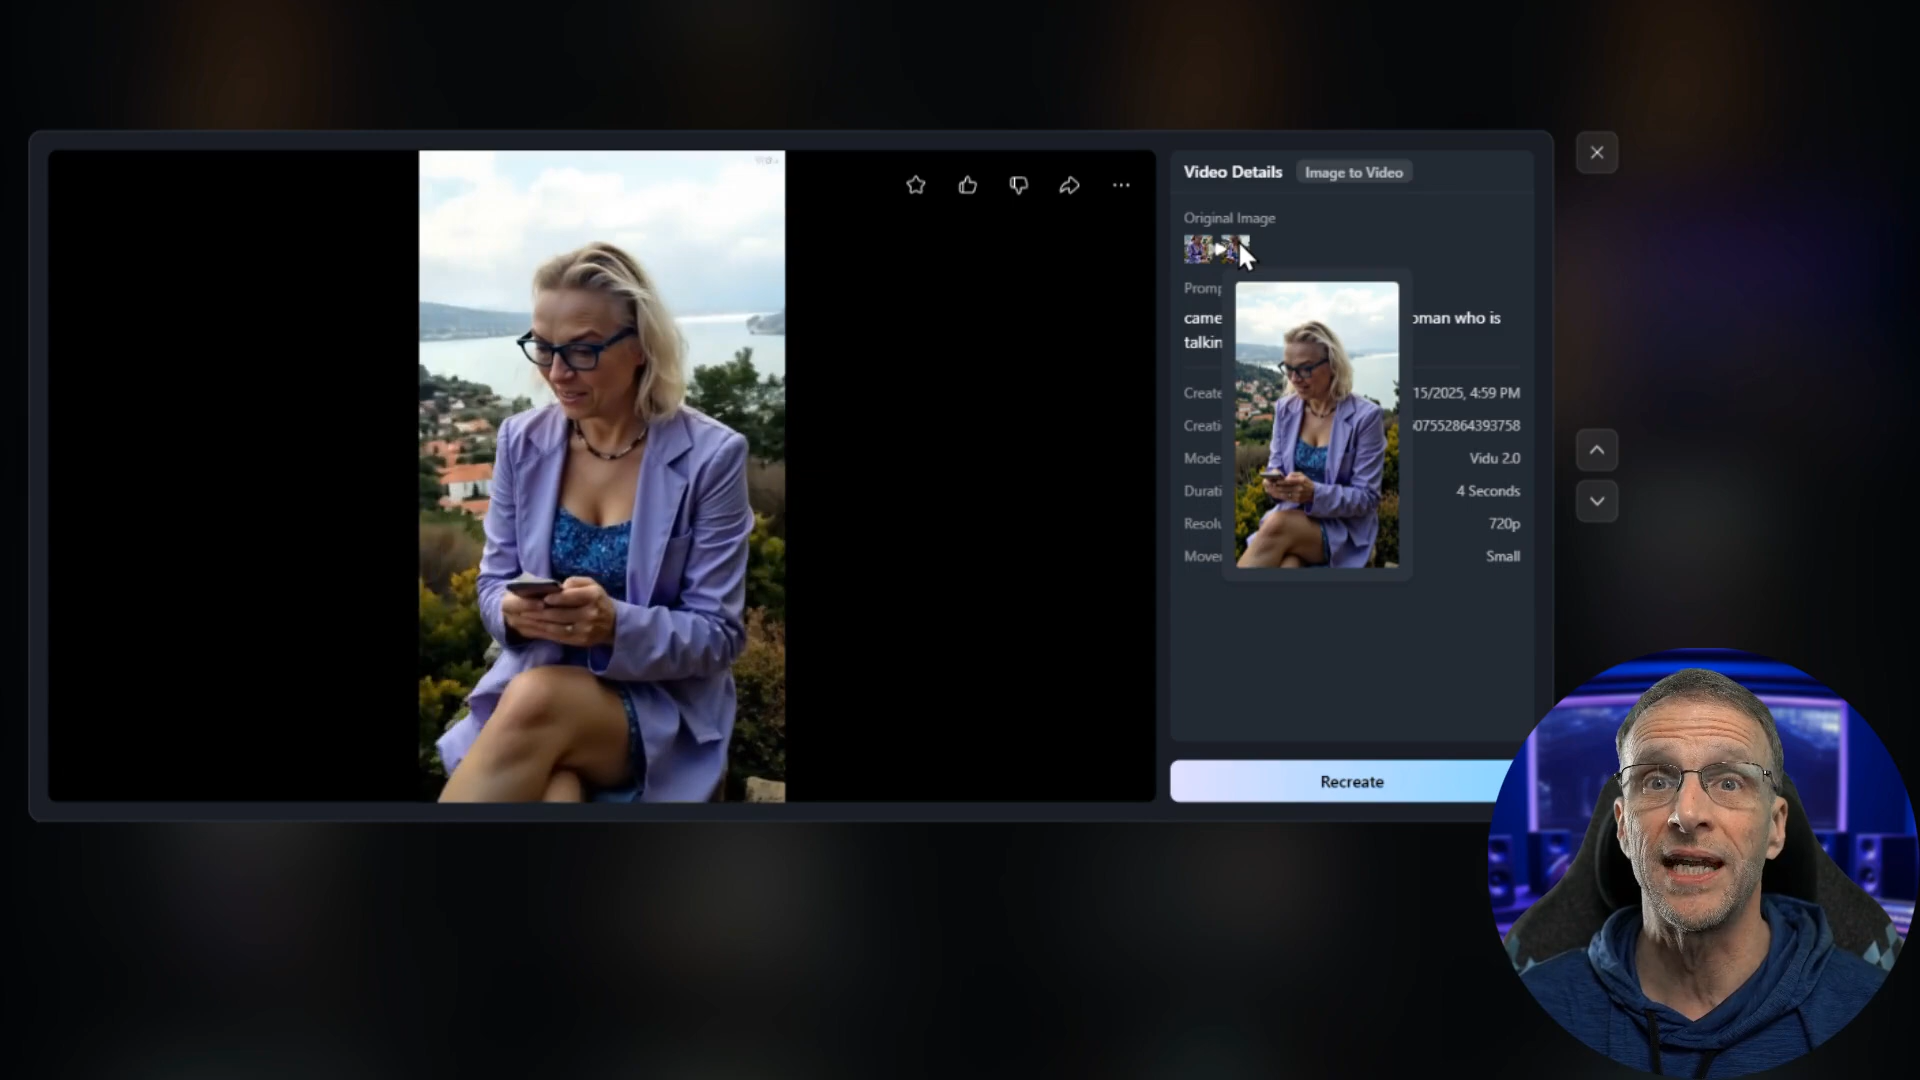 Video Details Image to Video
Original Image
Promp
came oman who is
talkin
Create 15/2025, 4:59 PM
Creati 07552864393758
Mode Vidu 2.0
Durati 4 Seconds
Resolu 720p
Mover Small
Recreate